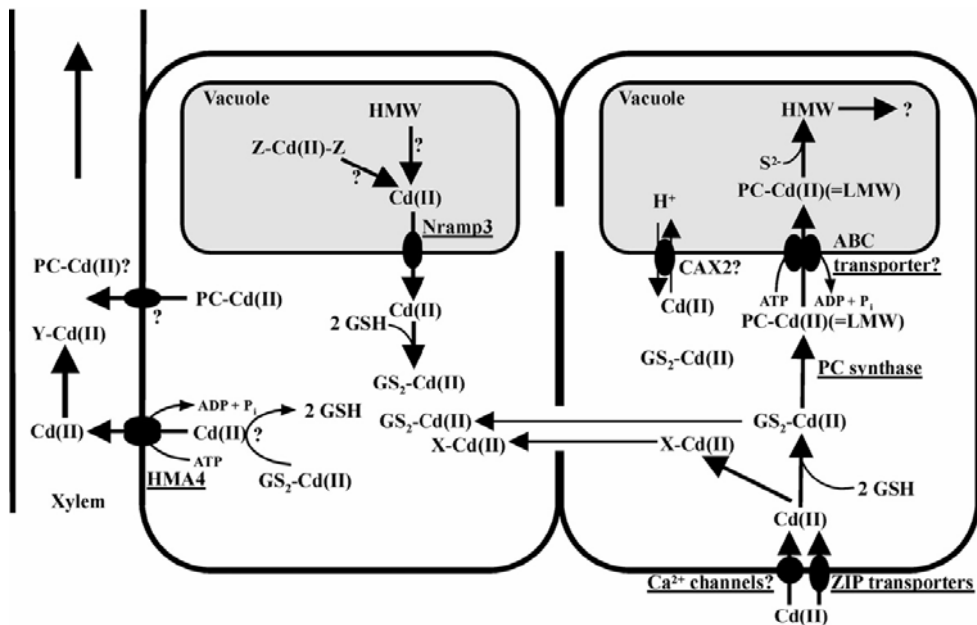 Vacuole
HMW
?
Z-Cd(II)-Z
?
Cd(II)
Nramp3
Cd(II)
2 GSH
GS₂-Cd(II)
PC-Cd(II)?
PC-Cd(II)
?
Y-Cd(II)
Cd(II)
ADP + Pᵢ
2 GSH
Cd(II)
?
ATP
HMA4
GS₂-Cd(II)
Xylem
GS₂-Cd(II)
X-Cd(II)
Vacuole
HMW
?
S²⁻
PC-Cd(II)(=LMW)
H⁺
CAX2?
Cd(II)
ABC
transporter?
ATP
ADP + Pᵢ
PC-Cd(II)(=LMW)
GS₂-Cd(II)
PC synthase
GS₂-Cd(II)
X-Cd(II)
2 GSH
Cd(II)
Ca²⁺ channels?
ZIP transporters
Cd(II)